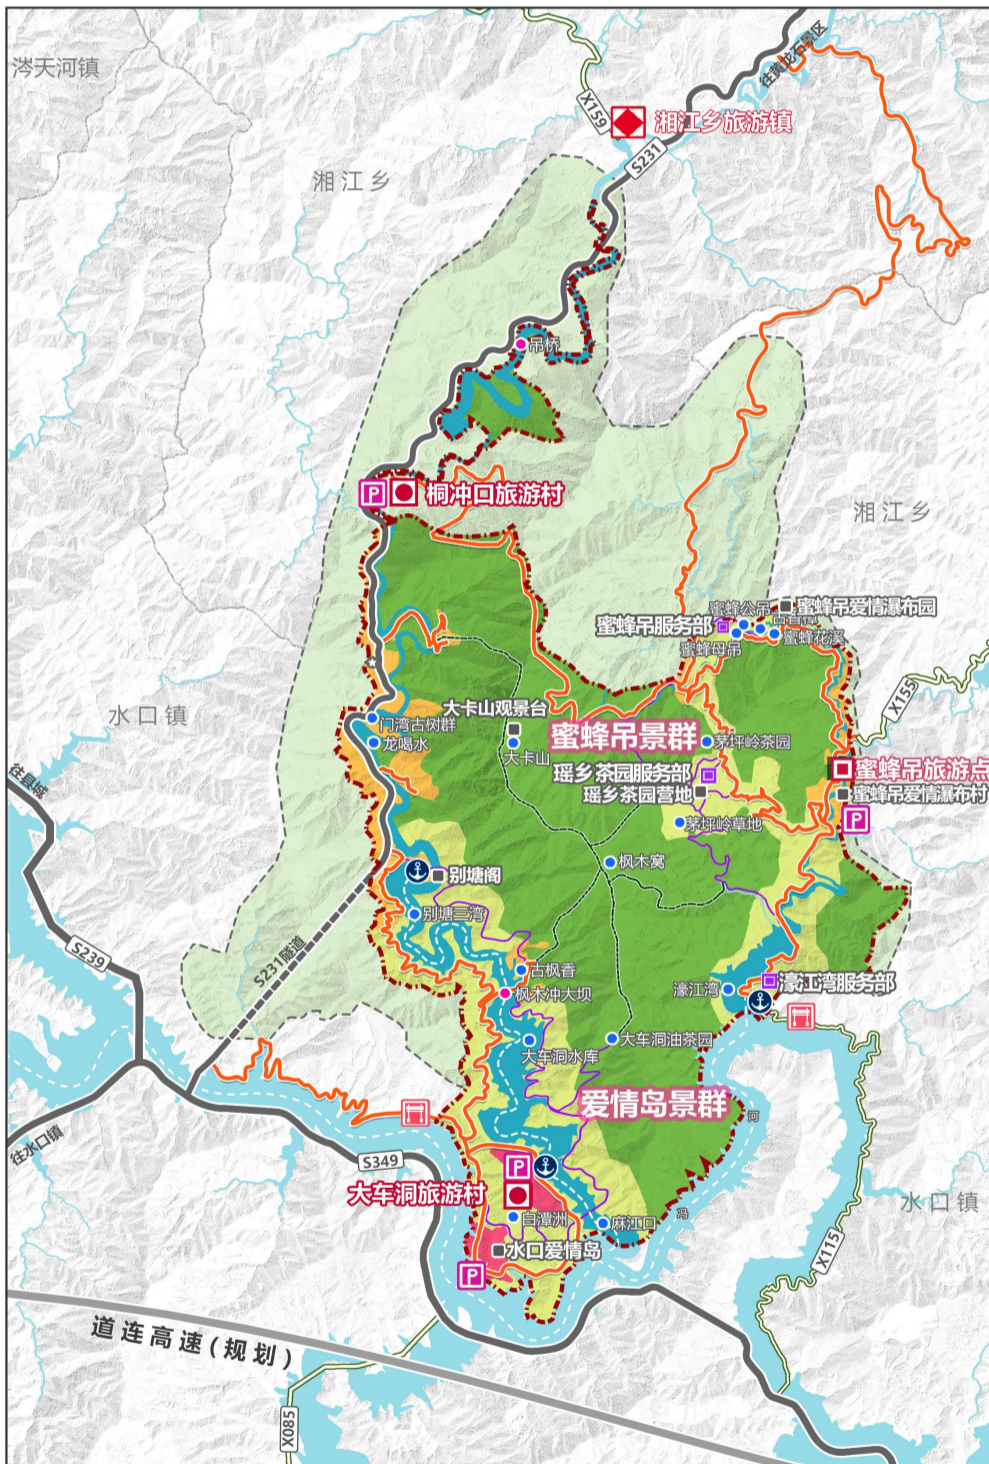 往黄龙石景区
涔天河镇
X159
湘江乡旅游镇
S231
湘江乡
吊桥
P
桐冲口旅游村
湘江乡
蜜蜂公吊
蜜蜂吊爱情瀑布园
蜜蜂吊服务部
蜜蜂花溪
蜜蜂母吊
X155
水口镇
大卡山观景台
门湾古树群
蜜蜂吊景群
茅坪岭茶园
龙喝水
大卡山
蜜蜂吊旅游点
瑶乡茶园服务部
瑶乡茶园营地
蜜蜂吊爱情瀑布村
往县城
P
茅坪岭草地
枫木窝
别塘阁
别塘三湾
S239
S231隧道
古枫香
濠江湾服务部
枫木冲大坝
濠江湾
大车洞水库
大车洞油茶园
爱情岛景群
河
往水口镇
S349
P
大车洞旅游村
水口镇
白潭洲
麻江口
冯
水口爱情岛
X115
P
道连高速(规划)
X085